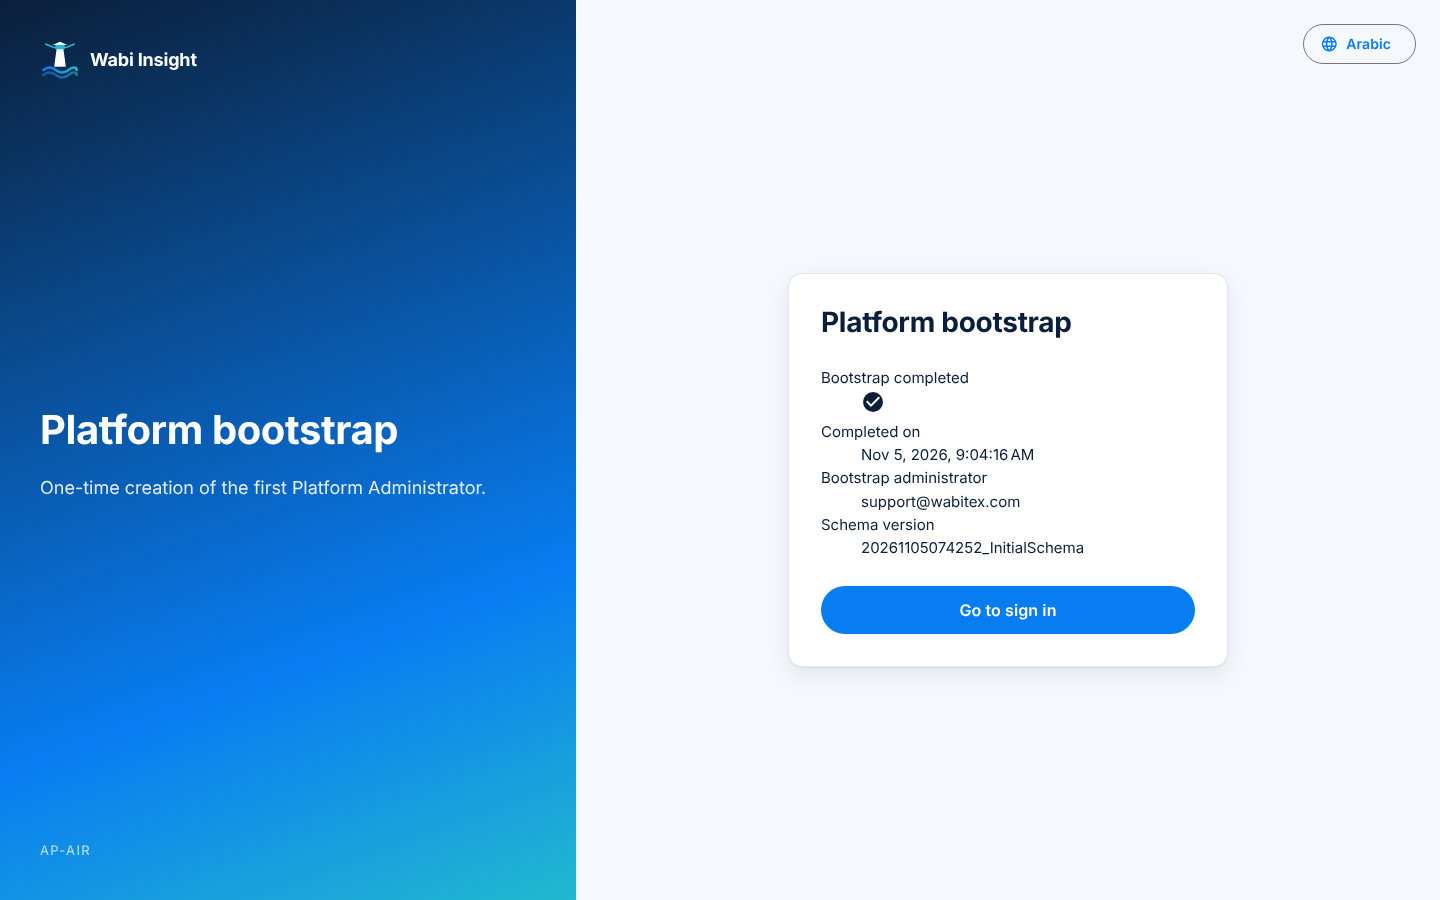 Wabi Insight
Arabic
Platform bootstrap
One-time creation of the first Platform Administrator.
AP-AIR
Platform bootstrap
Bootstrap completed
Completed on
Nov 5, 2026, 9:04:16 AM
Bootstrap administrator
support@wabitex.com
Schema version
20261105074252_InitialSchema
Go to sign in